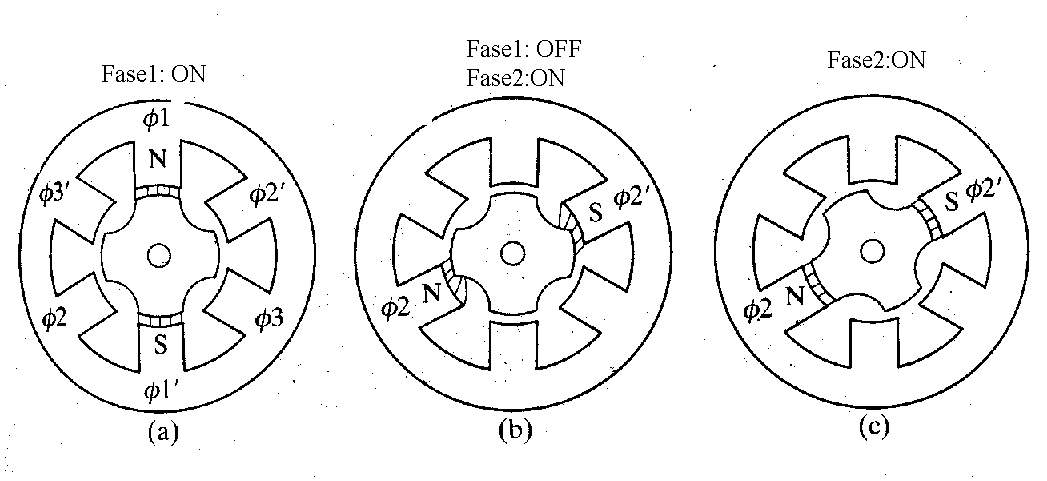 Fase1: ON
φ1
N
φ3'
φ2'
φ2
φ3
S
φ1'
(a)
Fase1: OFF
Fase2:ON
S φ2'
φ2 N
(b)
Fase2:ON
S φ2'
φ2 N
(c)